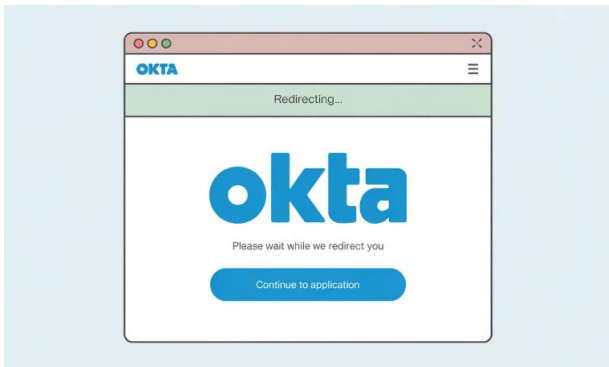 OKTA
Redirecting...
okta
Please wait while we redirect you
Continue to application